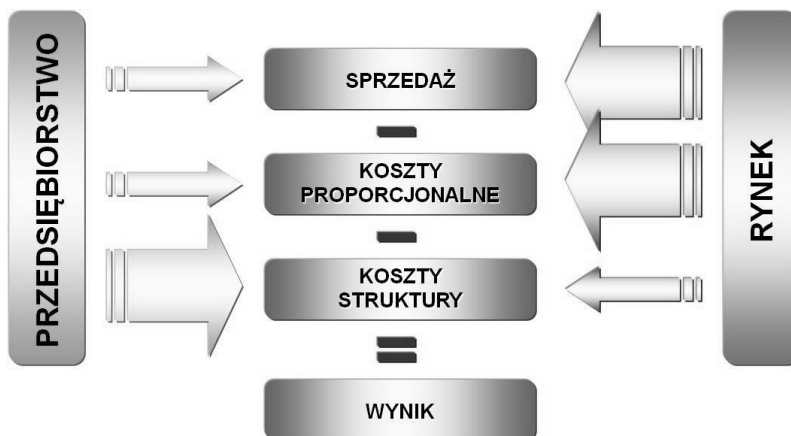 PRZEDSIĘBIORSTWO
SPRZEDAŻ
KOSZTY
PROPORCJONALNE
KOSZTY
STRUKTURY
WYNIK
RYNEK